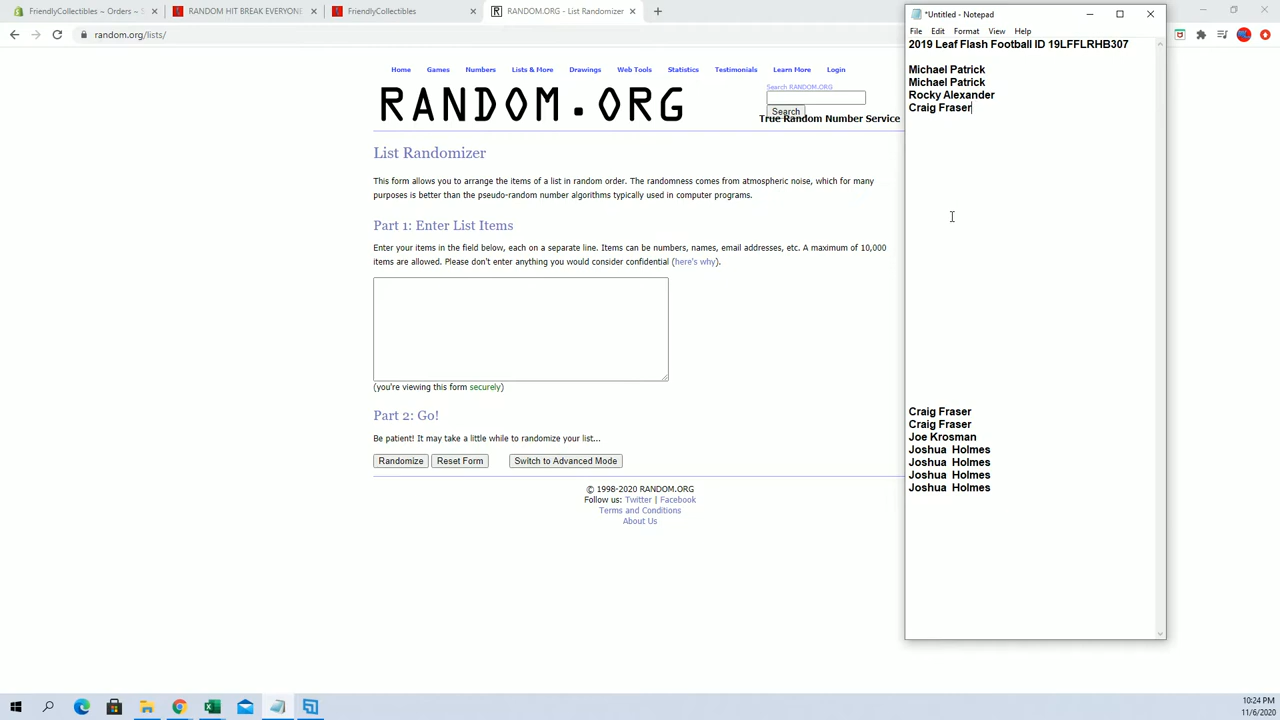 FriendlyCollectibles ~ Orders ~ S
RANDOM HIT BREAK EVERYONE
FriendlyCollectibles
RANDOM.ORG - List Randomizer
random.org/lists/
Home Games Numbers Lists & More Drawings Web Tools Statistics Testimonials Learn More Login
RANDOM.ORG
Search RANDOM.ORG
Search
True Random Number Service
List Randomizer
This form allows you to arrange the items of a list in random order. The randomness comes from atmospheric noise, which for many
purposes is better than the pseudo-random number algorithms typically used in computer programs.
Part 1: Enter List Items
Enter your items in the field below, each on a separate line. Items can be numbers, names, email addresses, etc. A maximum of 10,000
items are allowed. Please don't enter anything you would consider confidential (here's why).
(you're viewing this form securely)
Part 2: Go!
Be patient! It may take a little while to randomize your list...
Randomize Reset Form Switch to Advanced Mode
© 1998-2020 RANDOM.ORG
Follow us: Twitter | Facebook
Terms and Conditions
About Us
*Untitled - Notepad
File Edit Format View Help
2019 Leaf Flash Football ID 19LFFLRHB307
Michael Patrick
Michael Patrick
Rocky Alexander
Craig Fraser
Craig Fraser
Craig Fraser
Joe Krosman
Joshua  Holmes
Joshua  Holmes
Joshua  Holmes
Joshua  Holmes
10:24 PM
11/6/2020